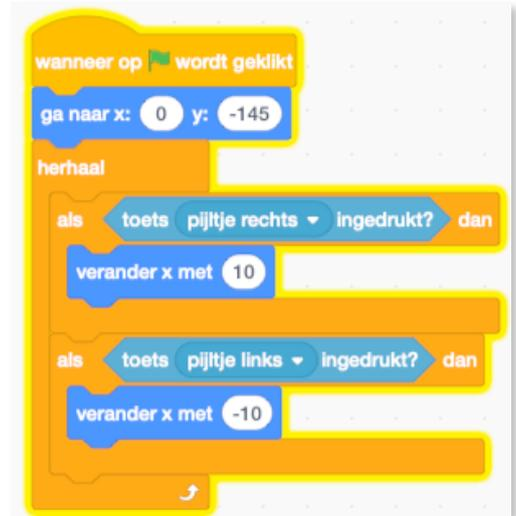 wanneer op wordt geklikt
ga naar x: 0 y: -145
herhaal
als toets pijltje rechts ingedrukt? dan
verander x met 10
als toets pijltje links ingedrukt? dan
verander x met -10